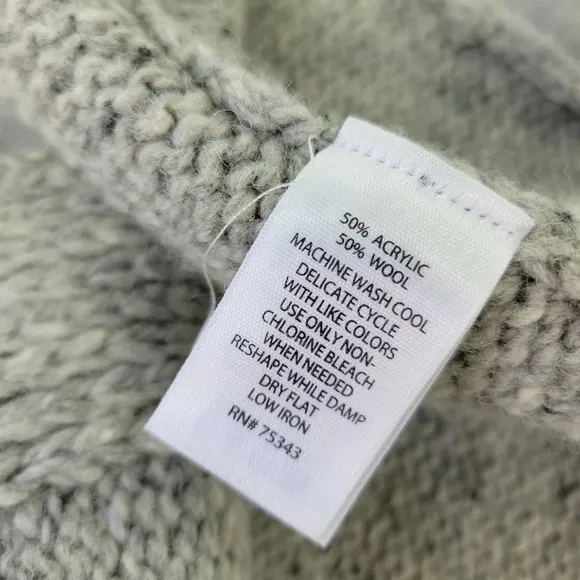 50% ACRYLIC
50% WOOL
MACHINE WASH COOL
DELICATE CYCLE
WITH LIKE COLORS
USE ONLY NON-
CHLORINE BLEACH
WHEN NEEDED
RESHAPE WHILE DAMP
DRY FLAT
LOW IRON
RN# 75343